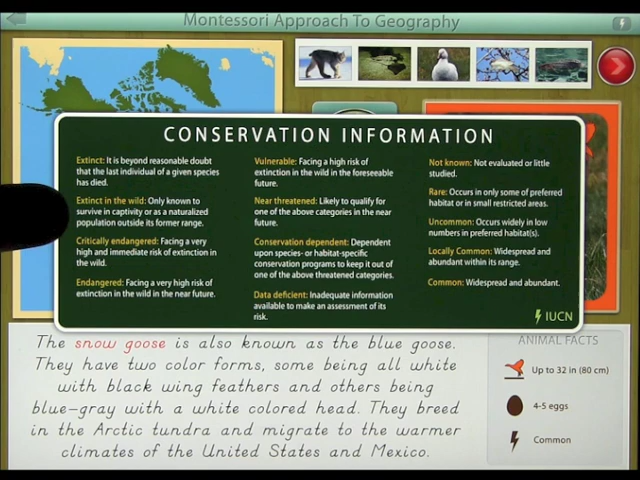 Montessori Approach To Geography
CONSERVATION INFORMATION
Extinct: It is beyond reasonable doubt
that the last individual of a given species
has died.
Extinct in the wild: Only known to
survive in captivity or as a naturalized
population outside its former range.
Critically endangered: Facing a very
high and immediate risk of extinction in
the wild.
Endangered: Facing a very high risk of
extinction in the wild in the near future.
Vulnerable: Facing a high risk of
extinction in the wild in the foreseeable
future.
Near threatened: Likely to qualify for
one of the above categories in the near
future.
Conservation dependent: Dependent
upon species- or habitat-specific
conservation programs to keep it out of
one of the above threatened categories.
Data deficient: Inadequate information
available to make an assessment of its
risk.
Not known: Not evaluated or little
studied.
Rare: Occurs in only some of preferred
habitat or in small restricted areas.
Uncommon: Occurs widely in low
numbers in preferred habitat(s).
Locally Common: Widespread and
abundant within its range.
Common: Widespread and abundant.
IUCN
The snow goose is also known as the blue goose.
They have two color forms, some being all white
with black wing feathers and others being
blue-gray with a white colored head. They breed
in the Arctic tundra and migrate to the warmer
climates of the United States and Mexico.
ANIMAL FACTS
Up to 32 in (80 cm)
4-5 eggs
Common